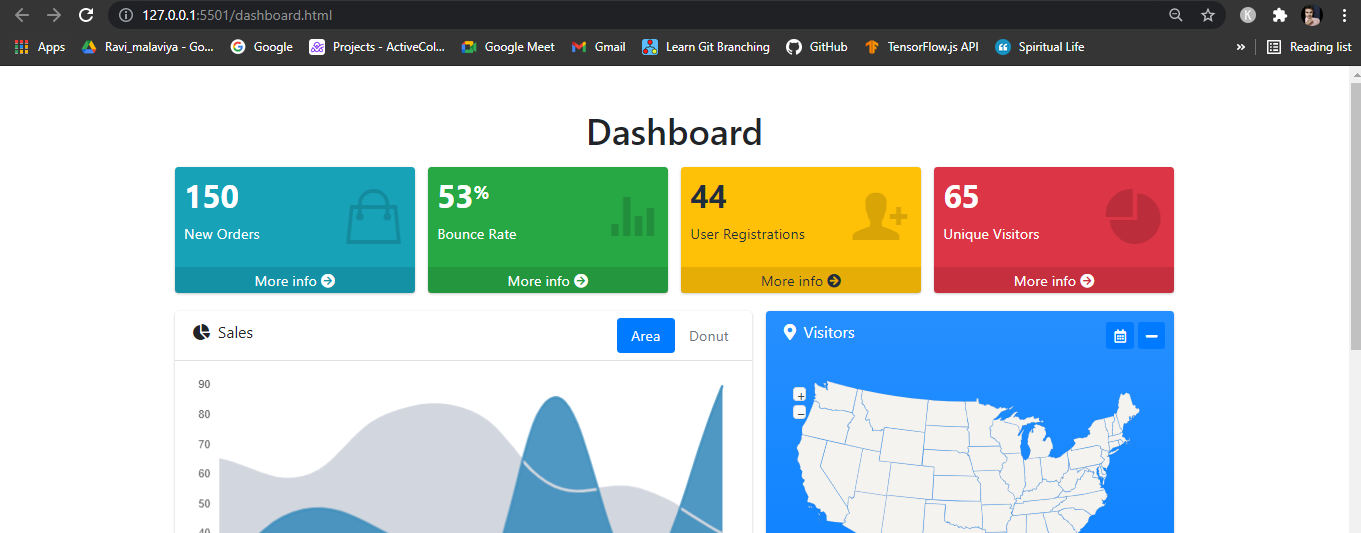 127.0.0.1:5501/dashboard.html
K
Apps Ravi_malaviya - Go... Google Projects - ActiveCol... Google Meet Gmail Learn Git Branching GitHub TensorFlow.js API Spiritual Life » Reading list
Dashboard
150 53% 44 65
New Orders Bounce Rate User Registrations Unique Visitors
More info More info More info More info
Sales Area Donut Visitors
90
80
70
60
50
40
+
−